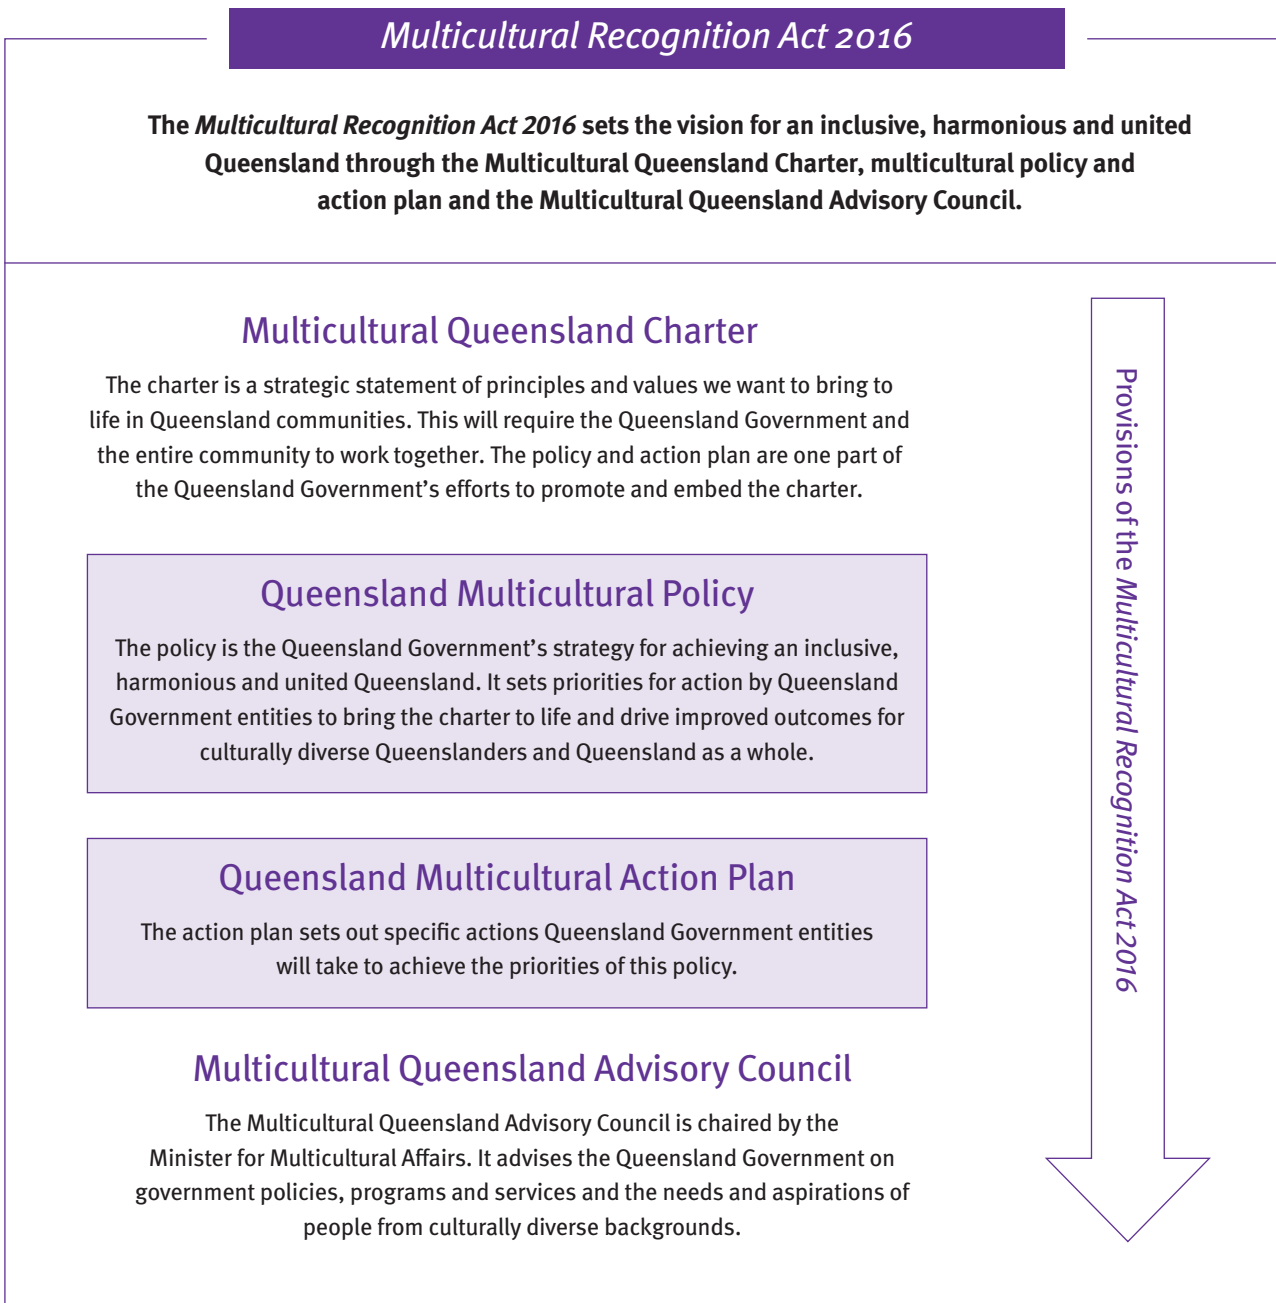 Multicultural Recognition Act 2016
The Multicultural Recognition Act 2016 sets the vision for an inclusive, harmonious and united
Queensland through the Multicultural Queensland Charter, multicultural policy and
action plan and the Multicultural Queensland Advisory Council.
Multicultural Queensland Charter
The charter is a strategic statement of principles and values we want to bring to
life in Queensland communities. This will require the Queensland Government and
the entire community to work together. The policy and action plan are one part of
the Queensland Government’s efforts to promote and embed the charter.
Queensland Multicultural Policy
The policy is the Queensland Government’s strategy for achieving an inclusive,
harmonious and united Queensland. It sets priorities for action by Queensland
Government entities to bring the charter to life and drive improved outcomes for
culturally diverse Queenslanders and Queensland as a whole.
Queensland Multicultural Action Plan
The action plan sets out specific actions Queensland Government entities
will take to achieve the priorities of this policy.
Multicultural Queensland Advisory Council
The Multicultural Queensland Advisory Council is chaired by the
Minister for Multicultural Affairs. It advises the Queensland Government on
government policies, programs and services and the needs and aspirations of
people from culturally diverse backgrounds.
Provisions of the Multicultural Recognition Act 2016